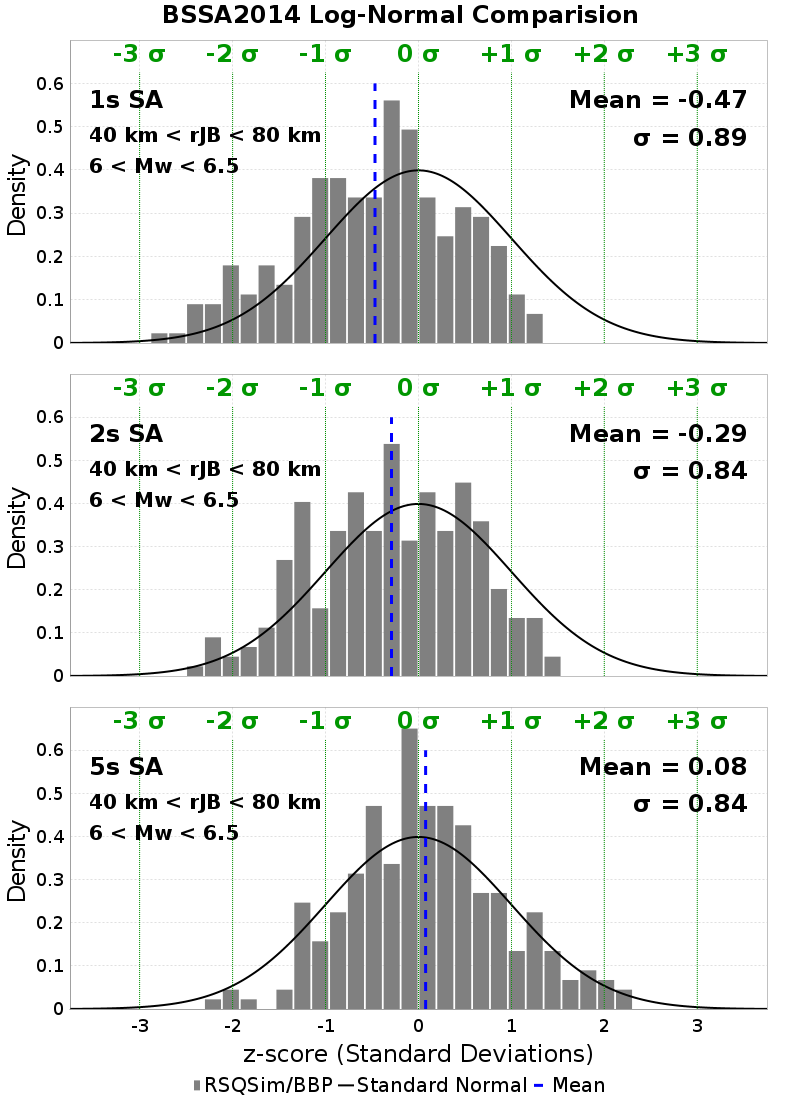 BSSA2014 Log-Normal Comparision
-3 σ -2 σ -1 σ 0 σ +1 σ +2 σ +3 σ
1s SA
Mean = -0.47
40 km < rJB < 80 km
σ = 0.89
6 < Mw < 6.5
0.6
0.5
0.4
0.3
0.2
0.1
0
Density
-3 σ -2 σ -1 σ 0 σ +1 σ +2 σ +3 σ
2s SA
Mean = -0.29
40 km < rJB < 80 km
σ = 0.84
6 < Mw < 6.5
0.6
0.5
0.4
0.3
0.2
0.1
0
Density
-3 σ -2 σ -1 σ 0 σ +1 σ +2 σ +3 σ
5s SA
Mean = 0.08
40 km < rJB < 80 km
σ = 0.84
6 < Mw < 6.5
0.6
0.5
0.4
0.3
0.2
0.1
0
Density
-3 -2 -1 0 1 2 3
z-score (Standard Deviations)
RSQSim/BBP Standard Normal Mean